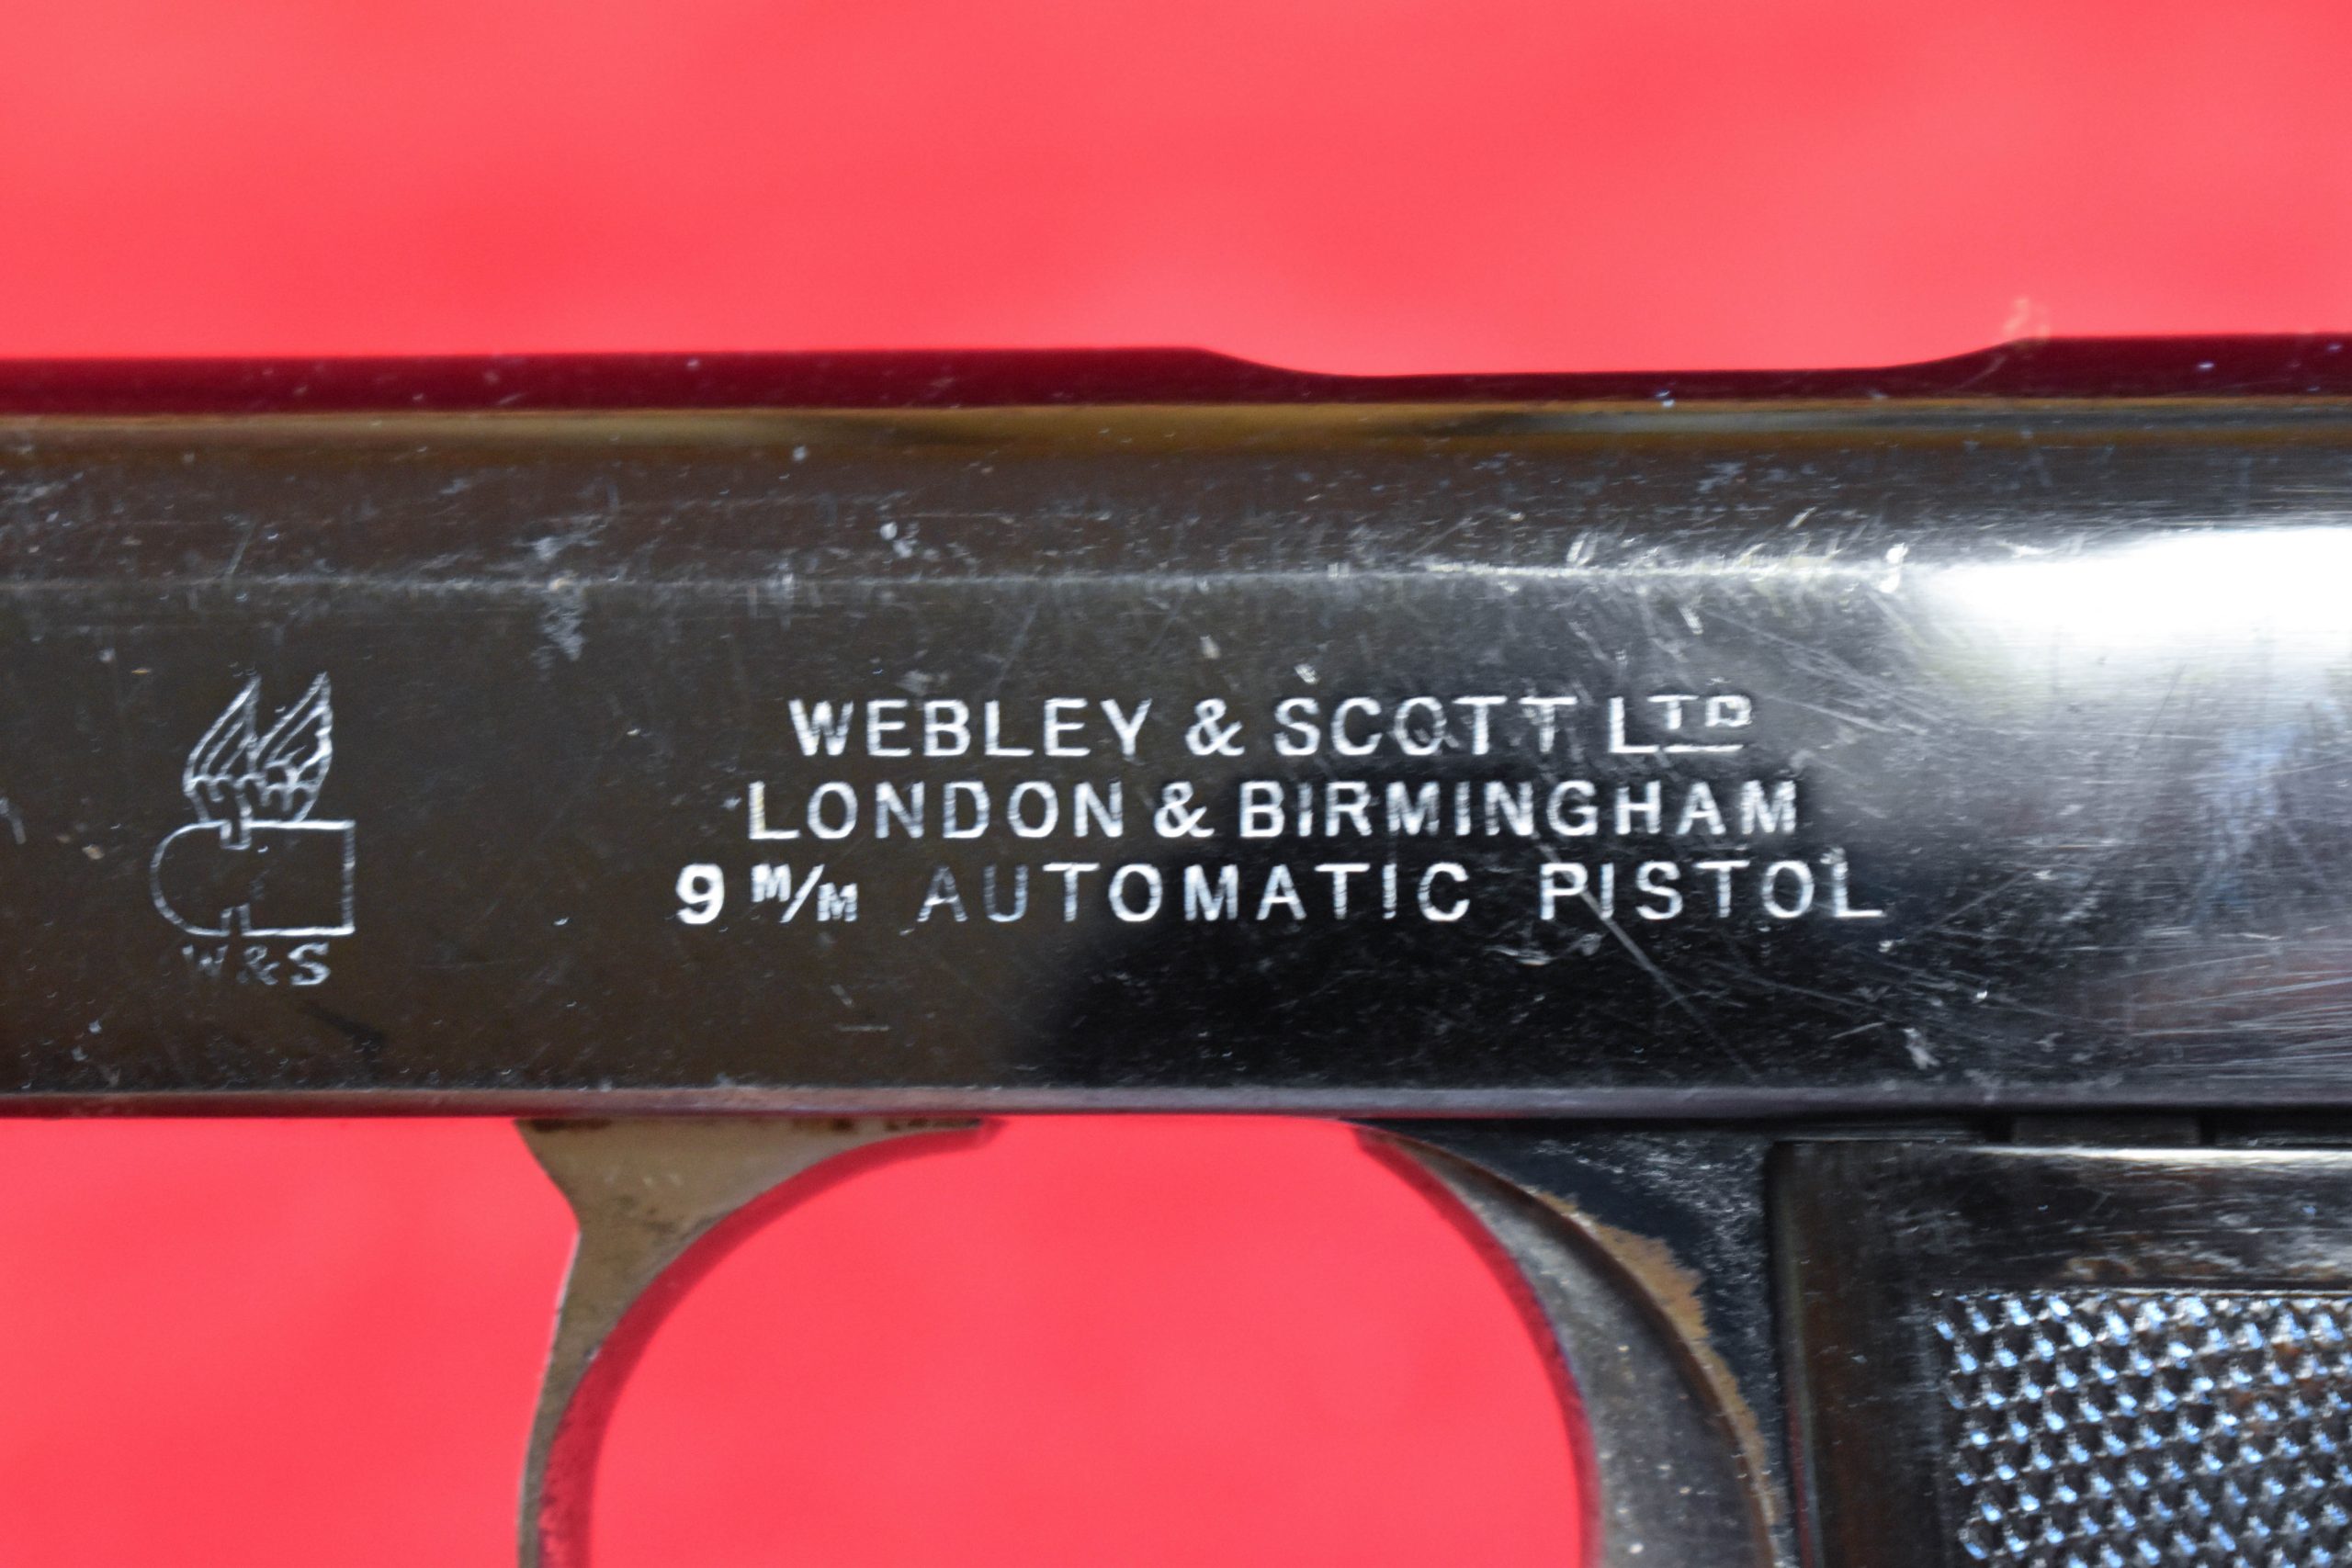 WEBLEY & SCOTT LTD
LONDON & BIRMINGHAM
9 M/M AUTOMATIC PISTOL
W&S